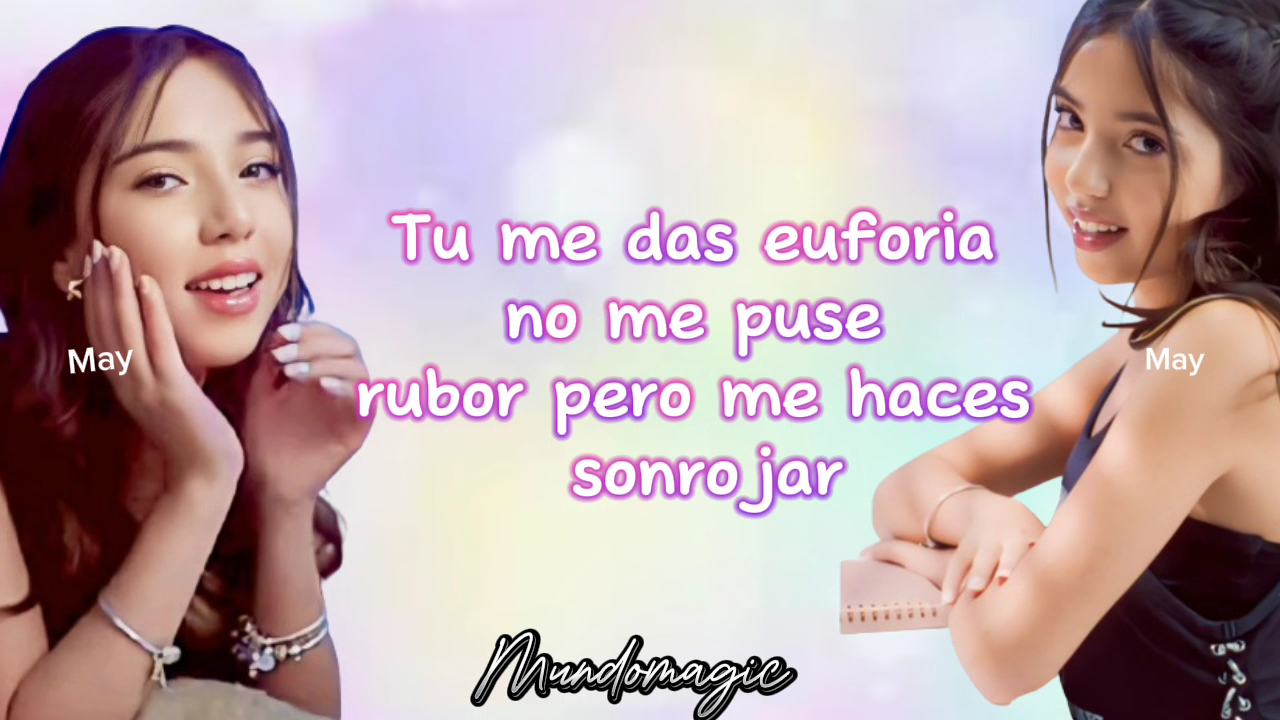 Tu me das euforia
no me puse
rubor pero me haces
sonrojar
May
May
Mundomagic